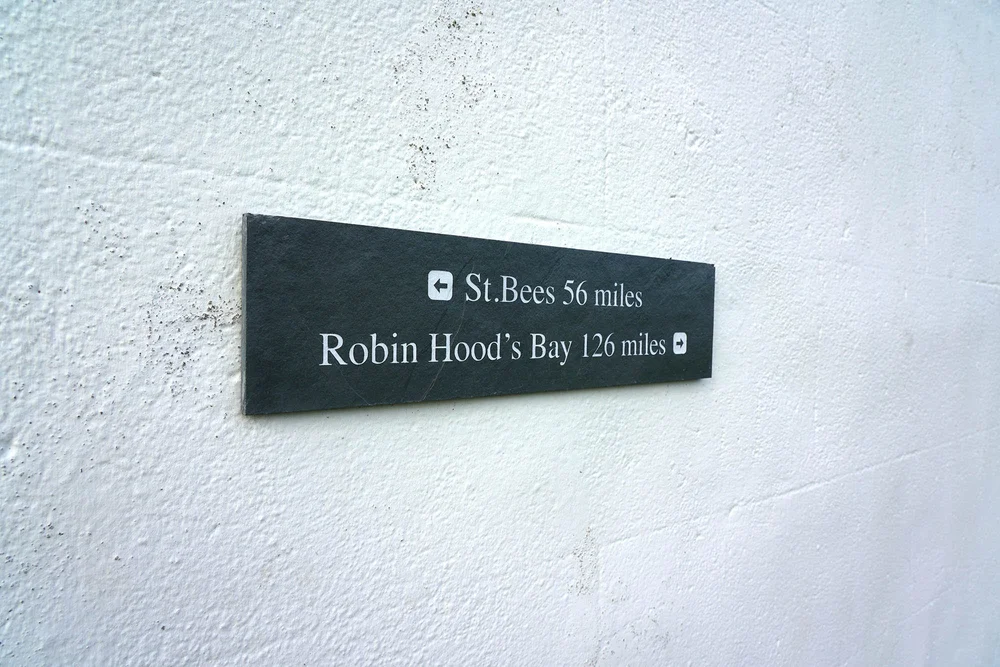 ← St.Bees 56 miles
Robin Hood's Bay 126 miles →